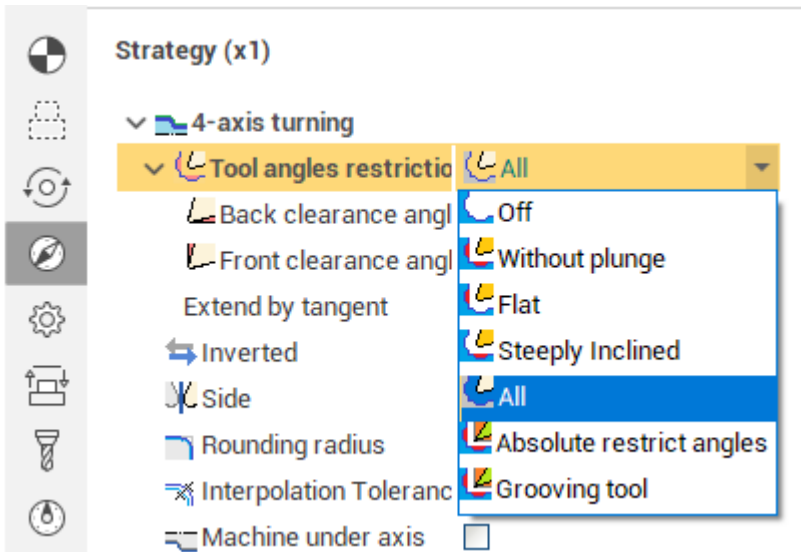 Strategy (x1)
4-axis turning
Tool angles restrictio All
Back clearance angl Off
Front clearance angl Without plunge
Extend by tangent Flat
Inverted Steeply Inclined
Side All
Rounding radius Absolute restrict angles
Interpolation Toleranc Grooving tool
Machine under axis